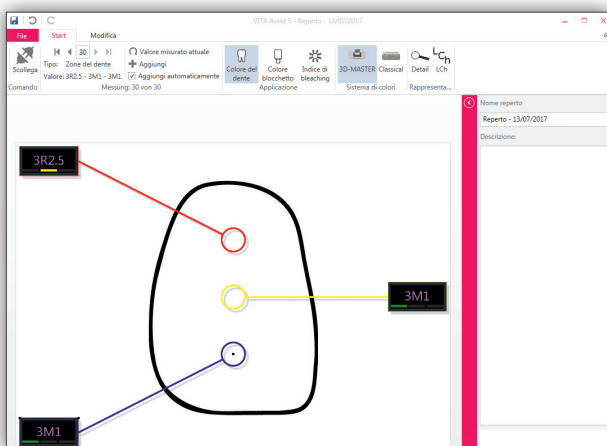 VITA Assist 5 - Reperto - 13/07/2017
File Start Modifica
Scollega
30
Tipo: Zone del dente
Valore: 3R2.5 - 3M1 - 3M1
Valore misurato attuale
Aggiungi
Aggiungi automaticamente
Colore del dente
Colore blocchetto
Indice di bleaching
3D-MASTER Classical
Detail LCh
LCh
Comando Messung: 30 von 30 Applicazione Sistema di colori Rappresenta...
Nome reperto
Reperto - 13/07/2017
Descrizione:
3R2.5
3M1
3M1